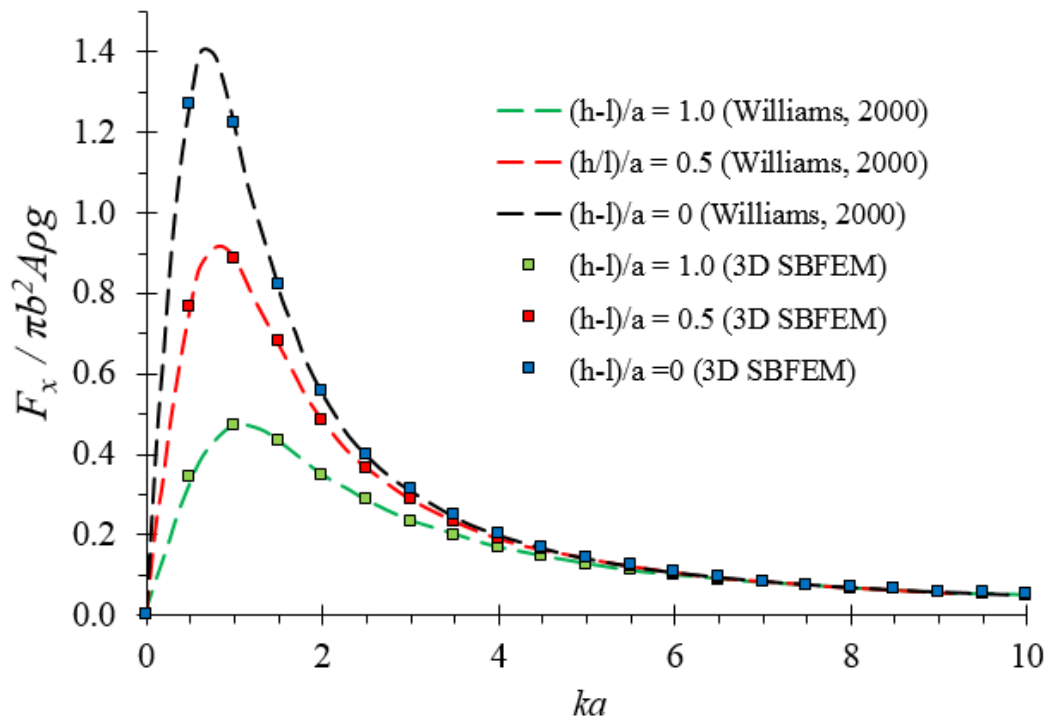 1.4
1.2
1.0
0.8
0.6
0.4
0.2
0.0
F_x / πb²Aρg
(h-l)/a = 1.0 (Williams, 2000)
(h/l)/a = 0.5 (Williams, 2000)
(h-l)/a = 0 (Williams, 2000)
(h-l)/a = 1.0 (3D SBFEM)
(h-l)/a = 0.5 (3D SBFEM)
(h-l)/a =0 (3D SBFEM)
0 2 4 6 8 10
ka